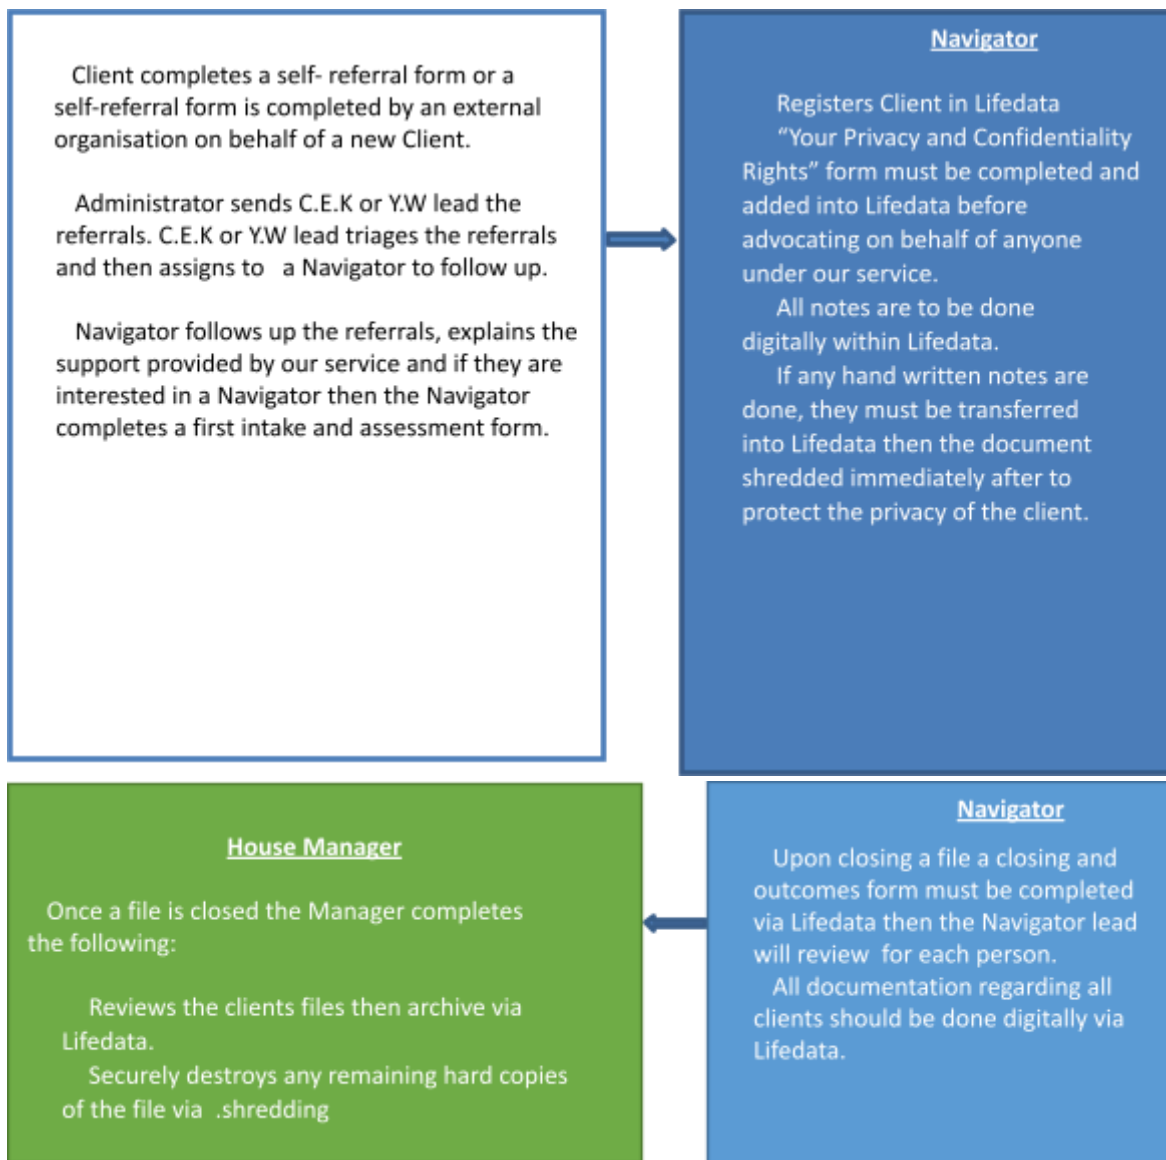 Client completes a self- referral form or a
self-referral form is completed by an external
organisation on behalf of a new Client.
Administrator sends C.E.K or Y.W lead the
referrals. C.E.K or Y.W lead triages the referrals
and then assigns to a Navigator to follow up.
Navigator follows up the referrals, explains the
support provided by our service and if they are
interested in a Navigator then the Navigator
completes a first intake and assessment form.
Navigator
Registers Client in Lifedata
“Your Privacy and Confidentiality
Rights” form must be completed and
added into Lifedata before
advocating on behalf of anyone
under our service.
All notes are to be done
digitally within Lifedata.
If any hand written notes are
done, they must be transferred
into Lifedata then the document
shredded immediately after to
protect the privacy of the client.
Navigator
Upon closing a file a closing and
outcomes form must be completed
via Lifedata then the Navigator lead
will review for each person.
All documentation regarding all
clients should be done digitally via
Lifedata.
House Manager
Once a file is closed the Manager completes
the following:
Reviews the clients files then archive via
Lifedata.
Securely destroys any remaining hard copies
of the file via .shredding